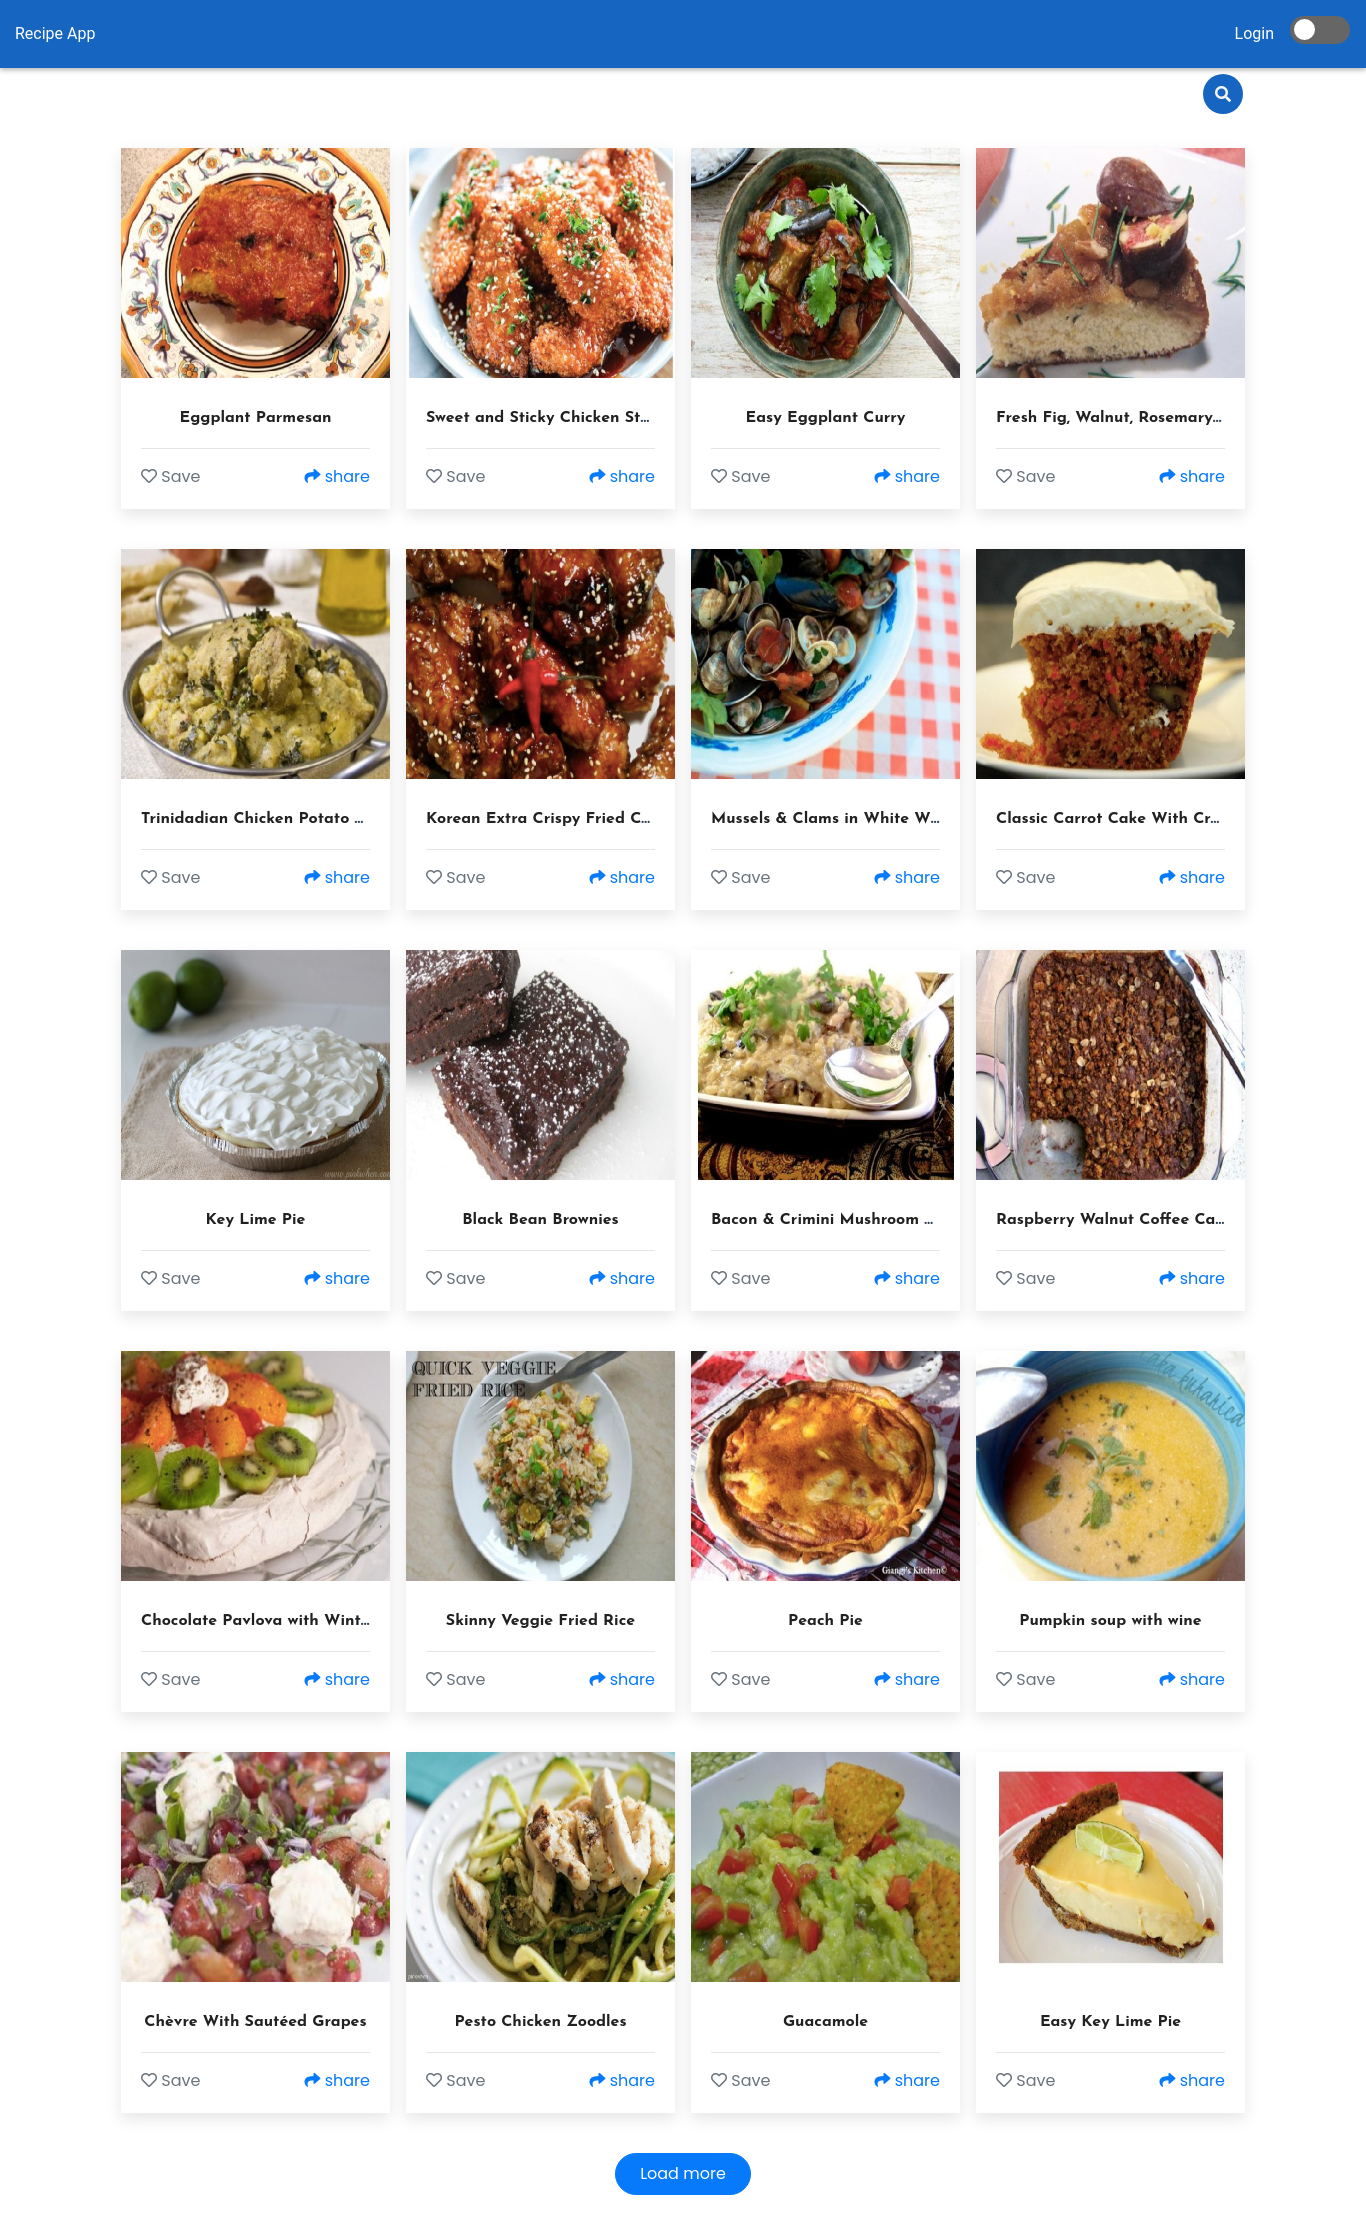 Recipe App
Login
Eggplant Parmesan
Sweet and Sticky Chicken St...
Easy Eggplant Curry
Fresh Fig, Walnut, Rosemary...
Save share
Save share
Save share
Save share
Trinidadian Chicken Potato ...
Korean Extra Crispy Fried C...
Mussels & Clams in White W...
Classic Carrot Cake With Cr...
Save share
Save share
Save share
Save share
www.pinkwhen.com
Key Lime Pie
Black Bean Brownies
Bacon & Crimini Mushroom ...
Raspberry Walnut Coffee Ca...
Save share
Save share
Save share
Save share
QUICK VEGGIE
FRIED RICE
Giangi's Kitchen©
Chocolate Pavlova with Wint...
Skinny Veggie Fried Rice
Peach Pie
Pumpkin soup with wine
Save share
Save share
Save share
Save share
Chèvre With Sautéed Grapes
Pesto Chicken Zoodles
Guacamole
Easy Key Lime Pie
Save share
Save share
Save share
Save share
Load more